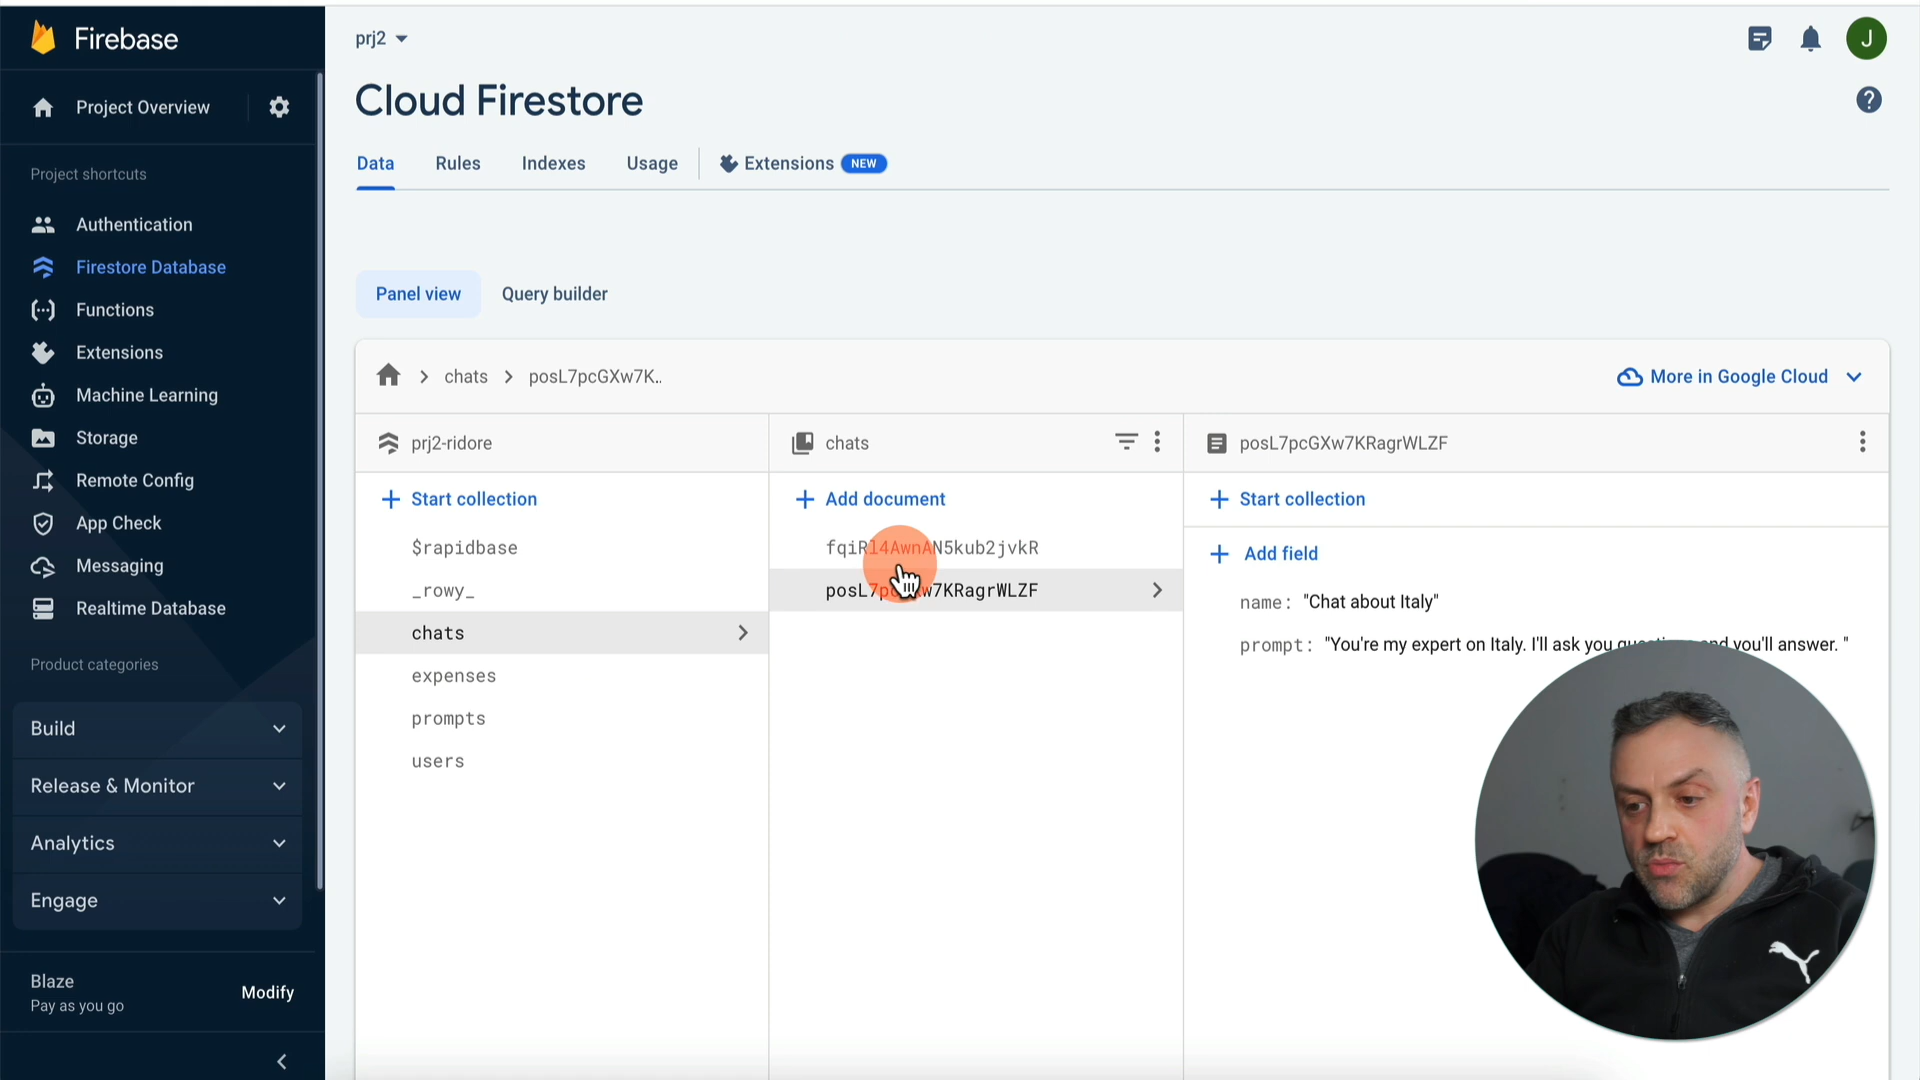 Firebase
Project Overview
Project shortcuts
Authentication
Firestore Database
Functions
Extensions
Machine Learning
Storage
Remote Config
App Check
Messaging
Realtime Database
Product categories
Build
Release & Monitor
Analytics
Engage
Blaze
Pay as you go
Modify
prj2
J
Cloud Firestore
?
Data Rules Indexes Usage Extensions NEW
Panel view Query builder
chats posL7pcGXw7K..
More in Google Cloud
prj2-ridore
Start collection
$rapidbase
_rowy_
chats
expenses
prompts
users
chats
Add document
fqiRl4AwnAN5kub2jvkR
posL7pcGXw7KRagrWLZF
posL7pcGXw7KRagrWLZF
Start collection
Add field
name: "Chat about Italy"
prompt: "You're my expert on Italy. I'll ask you questions and you'll answer. "